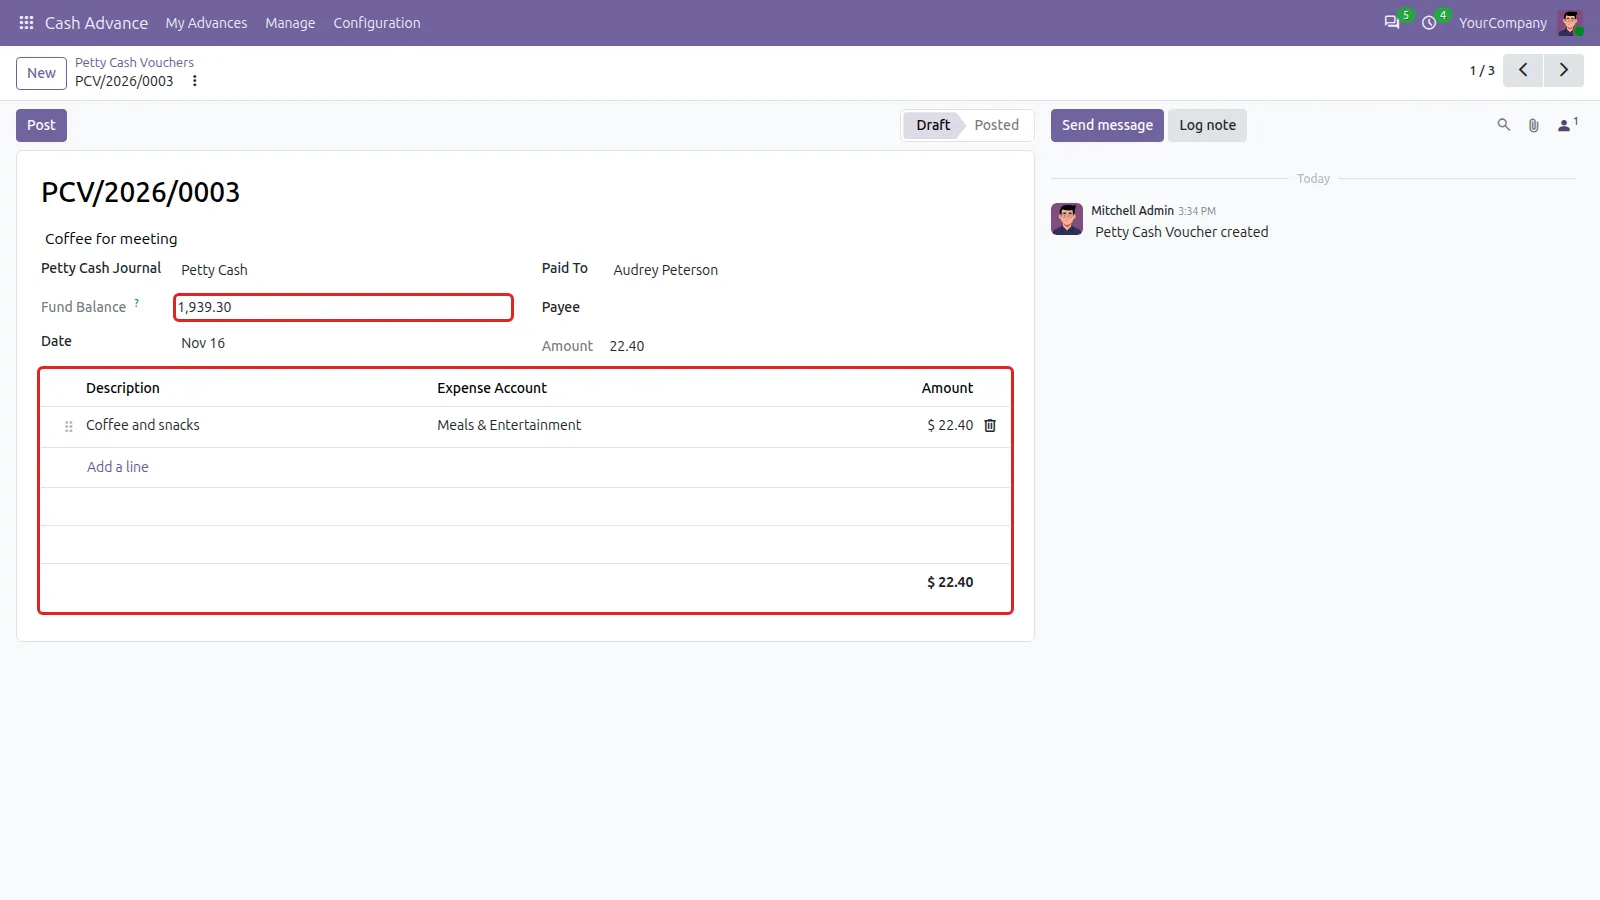 Cash Advance My Advances Manage Configuration 5 4 YourCompany
New Petty Cash Vouchers
PCV/2026/0003
1 / 3
Post Draft Posted Send message Log note 1
PCV/2026/0003
Coffee for meeting
Petty Cash Journal Petty Cash Paid To Audrey Peterson
Fund Balance ? 1,939.30 Payee
Date Nov 16 Amount 22.40
Description Expense Account Amount
Coffee and snacks Meals & Entertainment $ 22.40
Add a line
$ 22.40
Today
Mitchell Admin 3:34 PM
Petty Cash Voucher created